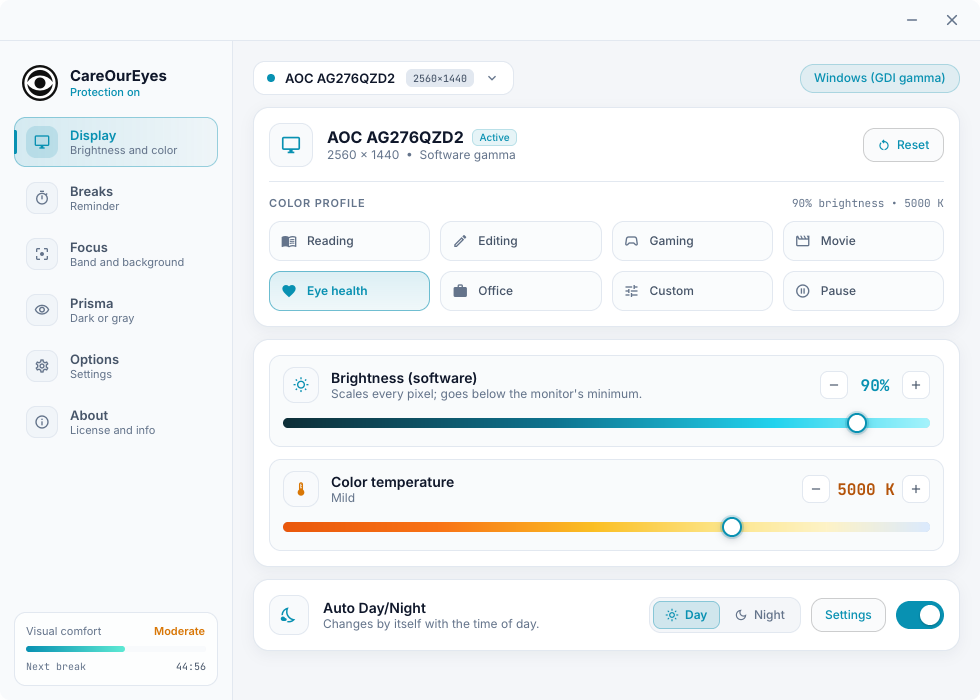 CareOurEyes
Protection on
Display
Brightness and color
Breaks
Reminder
Focus
Band and background
Prisma
Dark or gray
Options
Settings
About
License and info
Visual comfort Moderate
Next break 44:56
AOC AG276QZD2 2560×1440
Windows (GDI gamma)
AOC AG276QZD2 Active
2560 × 1440 • Software gamma
Reset
COLOR PROFILE 90% brightness • 5000 K
Reading Editing Gaming Movie
Eye health Office Custom Pause
Brightness (software)
Scales every pixel; goes below the monitor's minimum.
− 90% +
Color temperature
Mild
− 5000 K +
Auto Day/Night
Changes by itself with the time of day.
Day Night Settings